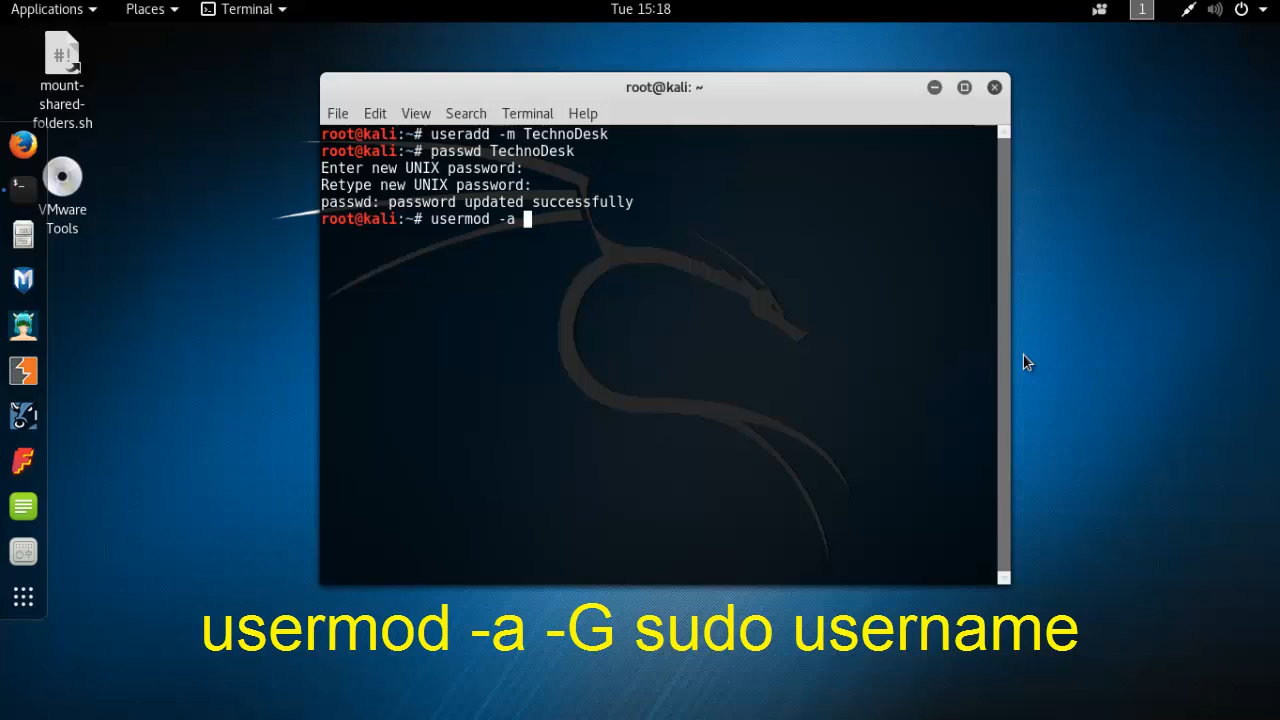 Applications Places Terminal Tue 15:18 1
mount-
shared-
folders.sh
VMware
Tools
root@kali: ~
File Edit View Search Terminal Help
root@kali:~# useradd -m TechnoDesk
root@kali:~# passwd TechnoDesk
Enter new UNIX password:
Retype new UNIX password:
passwd: password updated successfully
root@kali:~# usermod -a
usermod -a -G sudo username